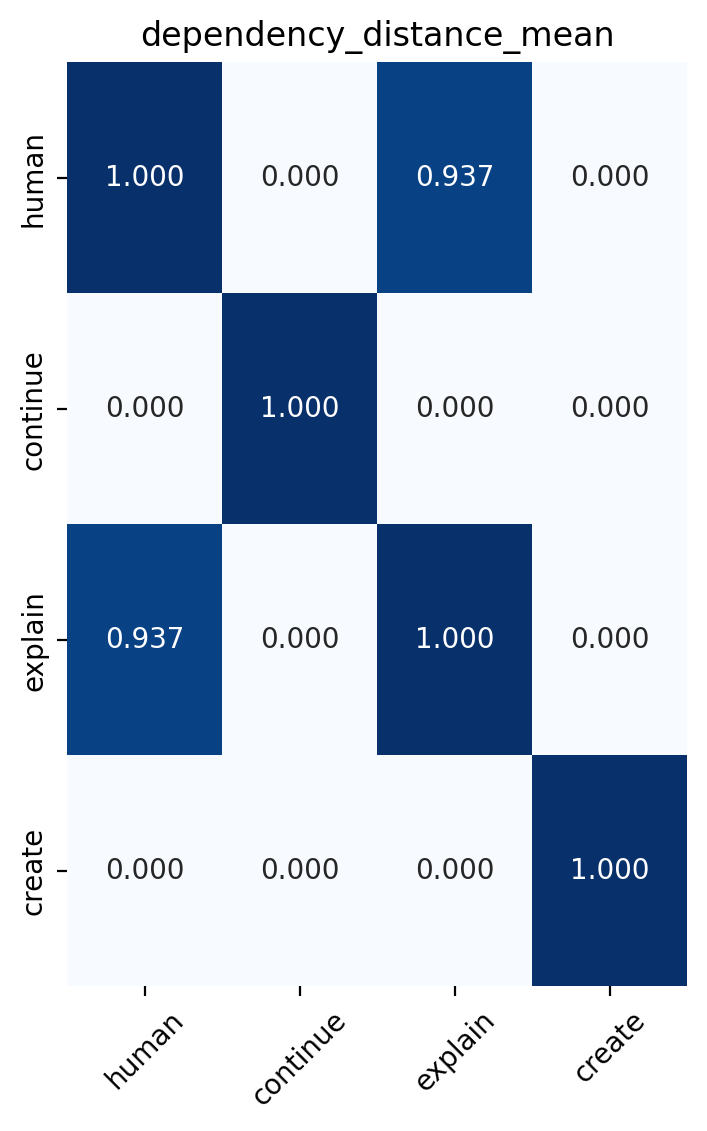 dependency_distance_mean
human 1.000 0.000 0.937 0.000
continue 0.000 1.000 0.000 0.000
explain 0.937 0.000 1.000 0.000
create 0.000 0.000 0.000 1.000
human continue explain create